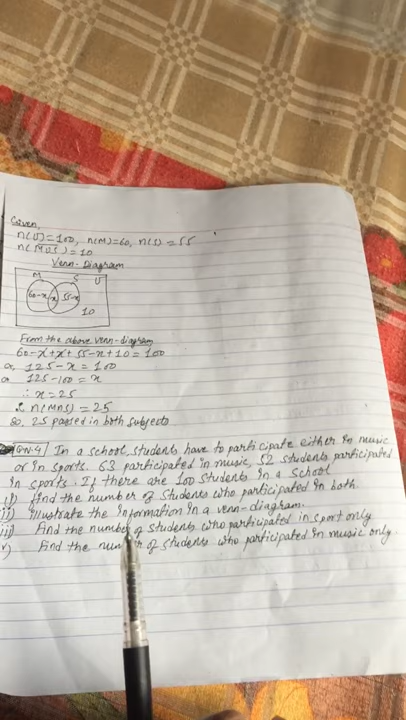 Given,
n(U)=100, n(M)=60, n(S)=55
n(M̅U̅S̅)=10
Venn-Diagram
M S U
60-x x 55-x
10
From the above venn-diagram,
60-x+x+55-x+10=100
or, 125-x=100
or 125-100=x
∴ x=25
∴ n(M∩S)=25
so, 25 passed in both subjects
QN.4 In a school, students have to participate either in music
or in sports. 63 participated in music, 52 students participated
in sports. If there are 100 students in a school
i) find the number of students who participated in both.
ii) Illustrate the information in a venn-diagram.
iii) Find the number of students who participated in sport only
v) Find the number of students who participated in music only.